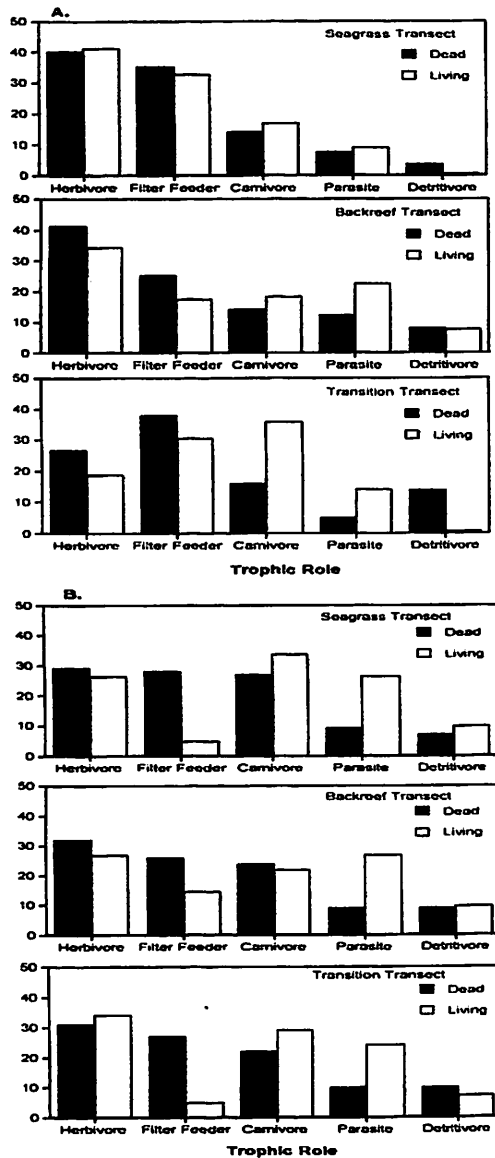 A.
Seagrass Transect
Dead
Living
50
40
30
20
10
0
Herbivore Filter Feeder Carnivore Parasite Detritivore
Backreef Transect
Dead
Living
50
40
30
20
10
0
Herbivore Filter Feeder Carnivore Parasite Detritivore
Transition Transect
Dead
Living
50
40
30
20
10
0
Herbivore Filter Feeder Carnivore Parasite Detritivore
Trophic Role
B.
Seagrass Transect
Dead
Living
50
40
30
20
10
0
Herbivore Filter Feeder Carnivore Parasite Detritivore
Backreef Transect
Dead
Living
50
40
30
20
10
0
Herbivore Filter Feeder Carnivore Parasite Detritivore
Transition Transect
Dead
Living
50
40
30
20
10
0
Herbivore Filter Feeder Carnivore Parasite Detritivore
Trophic Role